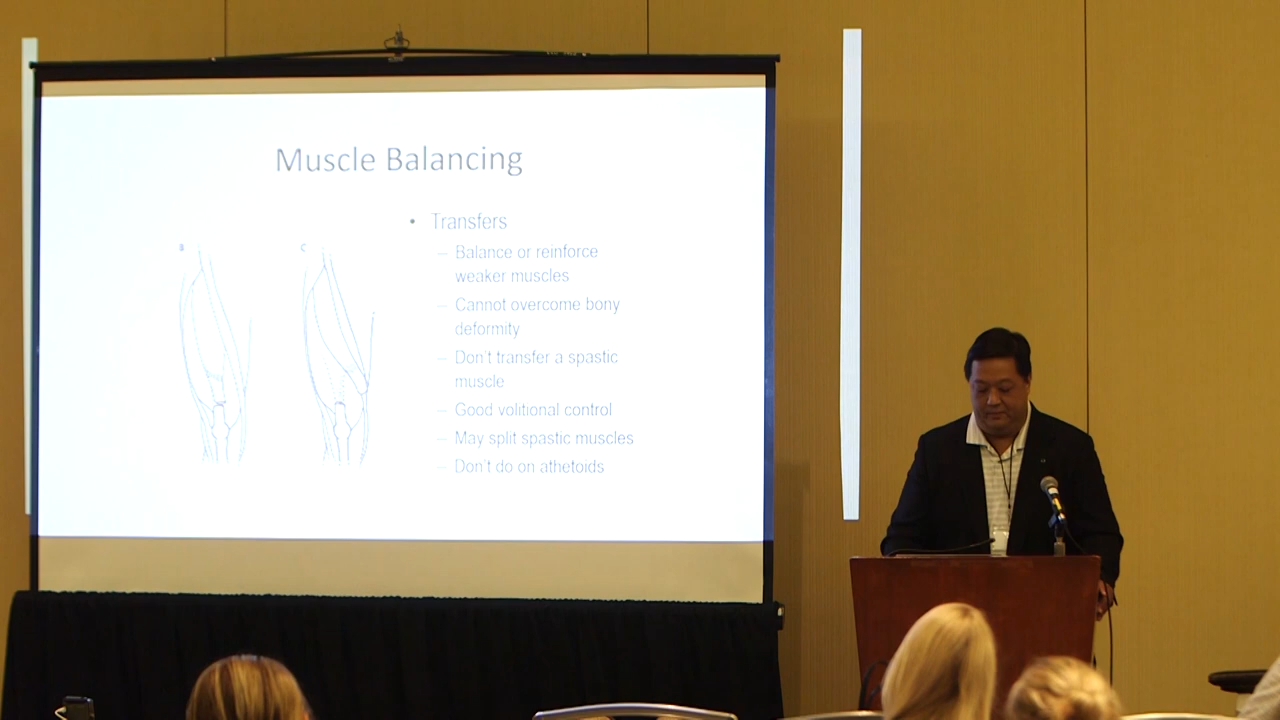 Muscle Balancing
• Transfers
– Balance or reinforce
weaker muscles
– Cannot overcome bony
deformity
– Don't transfer a spastic
muscle
– Good volitional control
– May split spastic muscles
– Don't do on athetoids
B
C